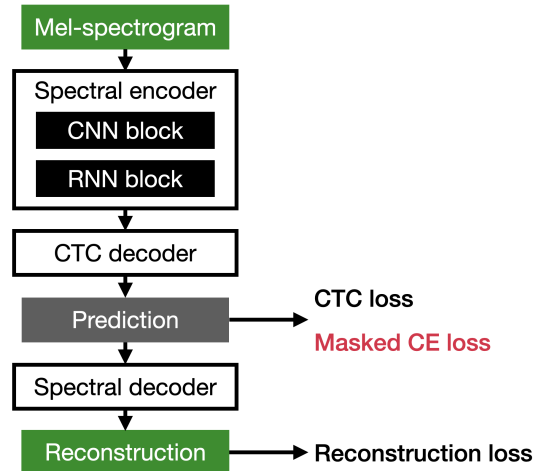 Mel-spectrogram
Spectral encoder
CNN block
RNN block
CTC decoder
Prediction
CTC loss
Masked CE loss
Spectral decoder
Reconstruction
Reconstruction loss